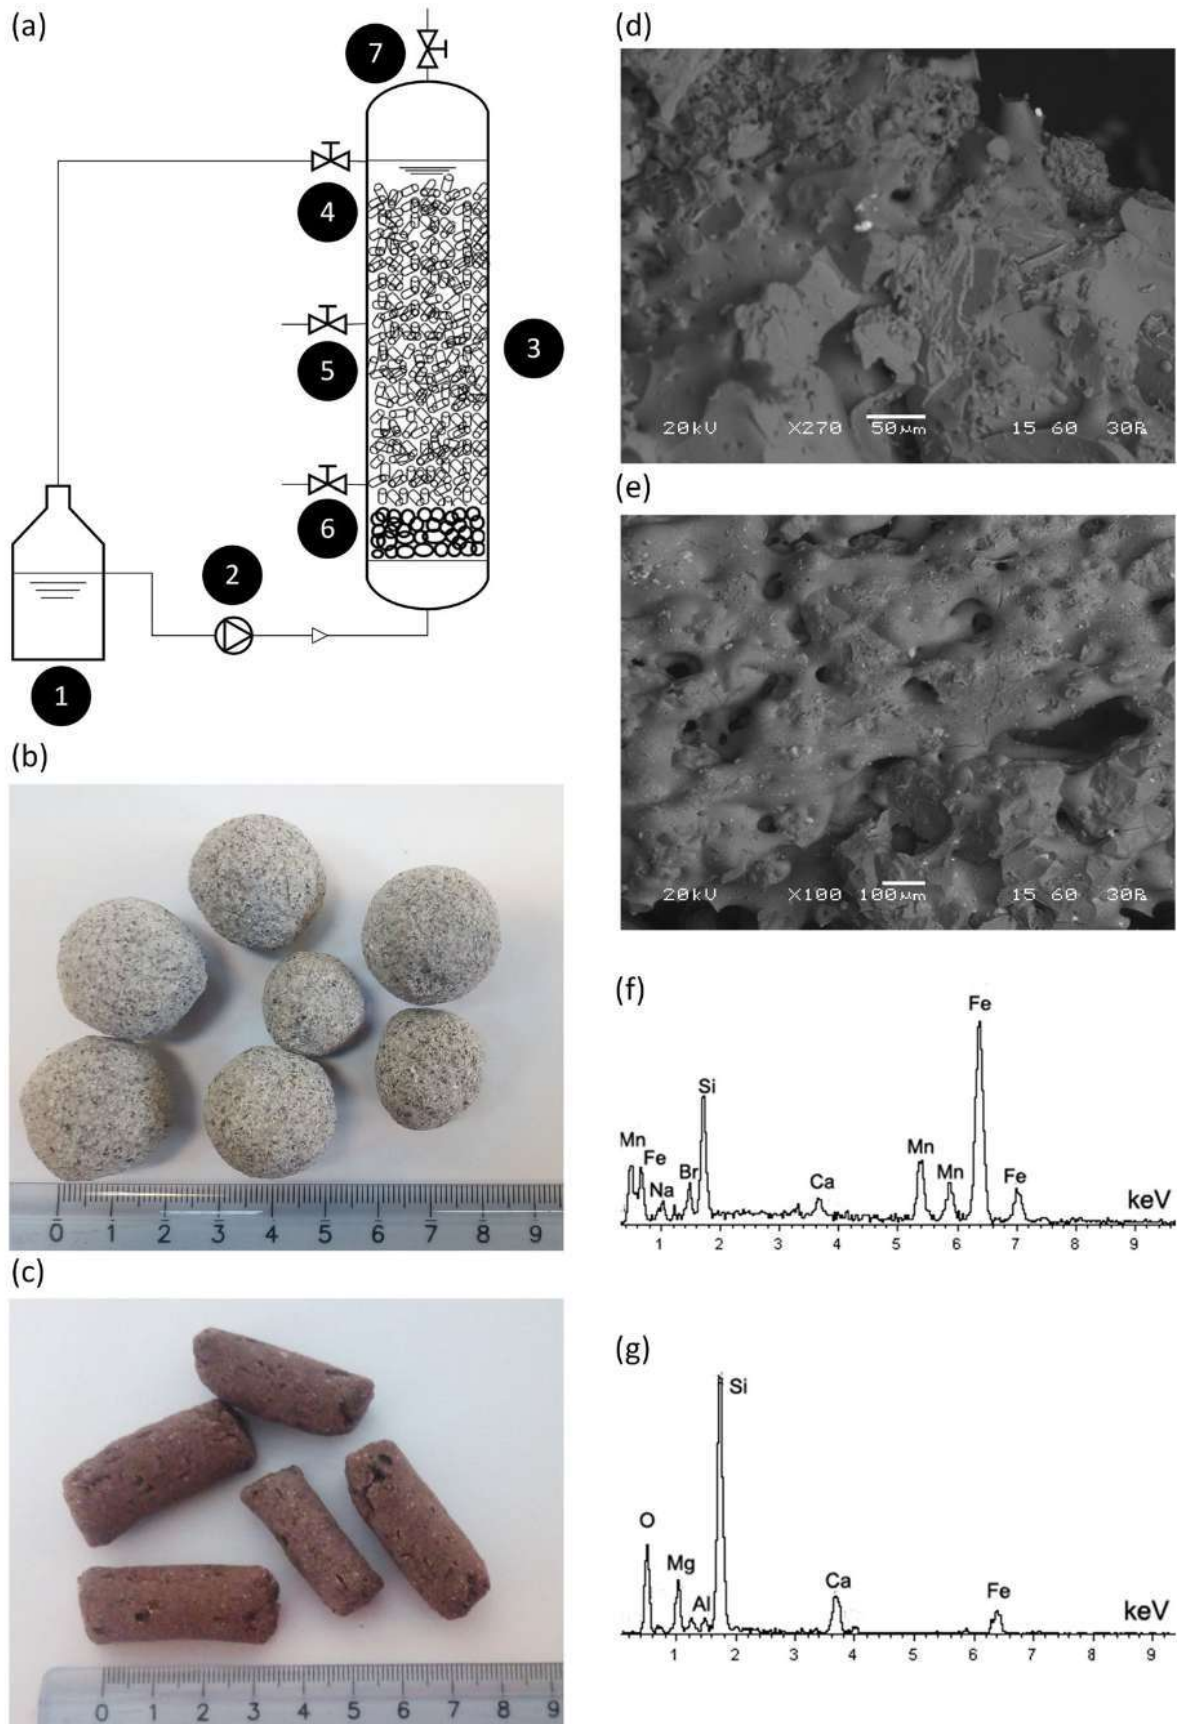 (a)
7
4
3
5
6
2
1
(b)
0 1 2 3 4 5 6 7 8 9
(c)
0 1 2 3 4 5 6 7 8 9
(d)
20kV X270 50μm 15 60
(e)
20kV X100 100μm 15 60
(f)
Fe
Si
Mn
Fe
Na
Br
Ca
Mn
Mn
Fe
keV
1 2 3 4 5 6 7 8 9
(g)
Si
O
Mg
Al
Ca
Fe
keV
1 2 3 4 5 6 7 8 9